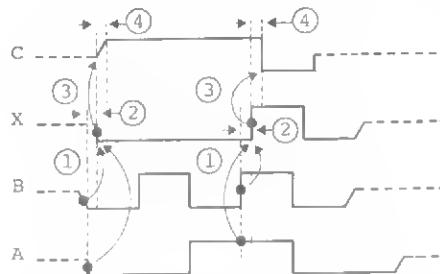 ④ ④
C
③ ③
X
② ②
① ①
B
A